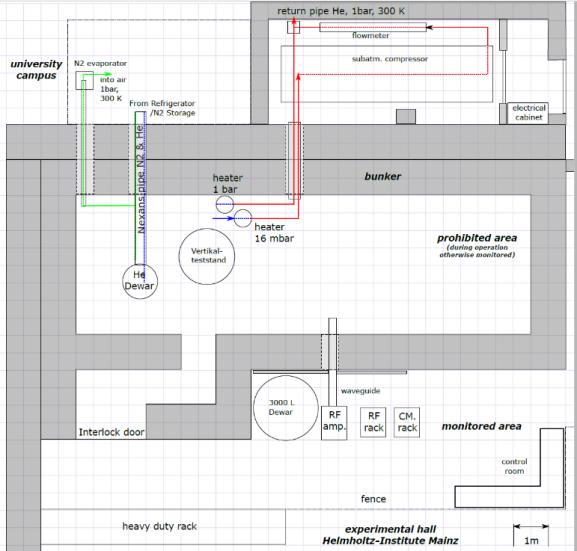 return pipe He, 1bar, 300 K
flowmeter
university
campus
N2 evaporator
into air
1bar,
300 K
subatm. compressor
From Refrigerator
/N2 Storage
electrical
cabinet
Nexans pipe N2 & He
heater
1 bar
bunker
heater
16 mbar
prohibited area
(during operation
otherwise monitored)
Vertikal-
teststand
He
Dewar
waveguide
3000 L
Dewar
RF
amp.
RF
rack
CM.
rack
monitored area
Interlock door
control
room
fence
heavy duty rack
experimental hall
Helmholtz-Institute Mainz
1m